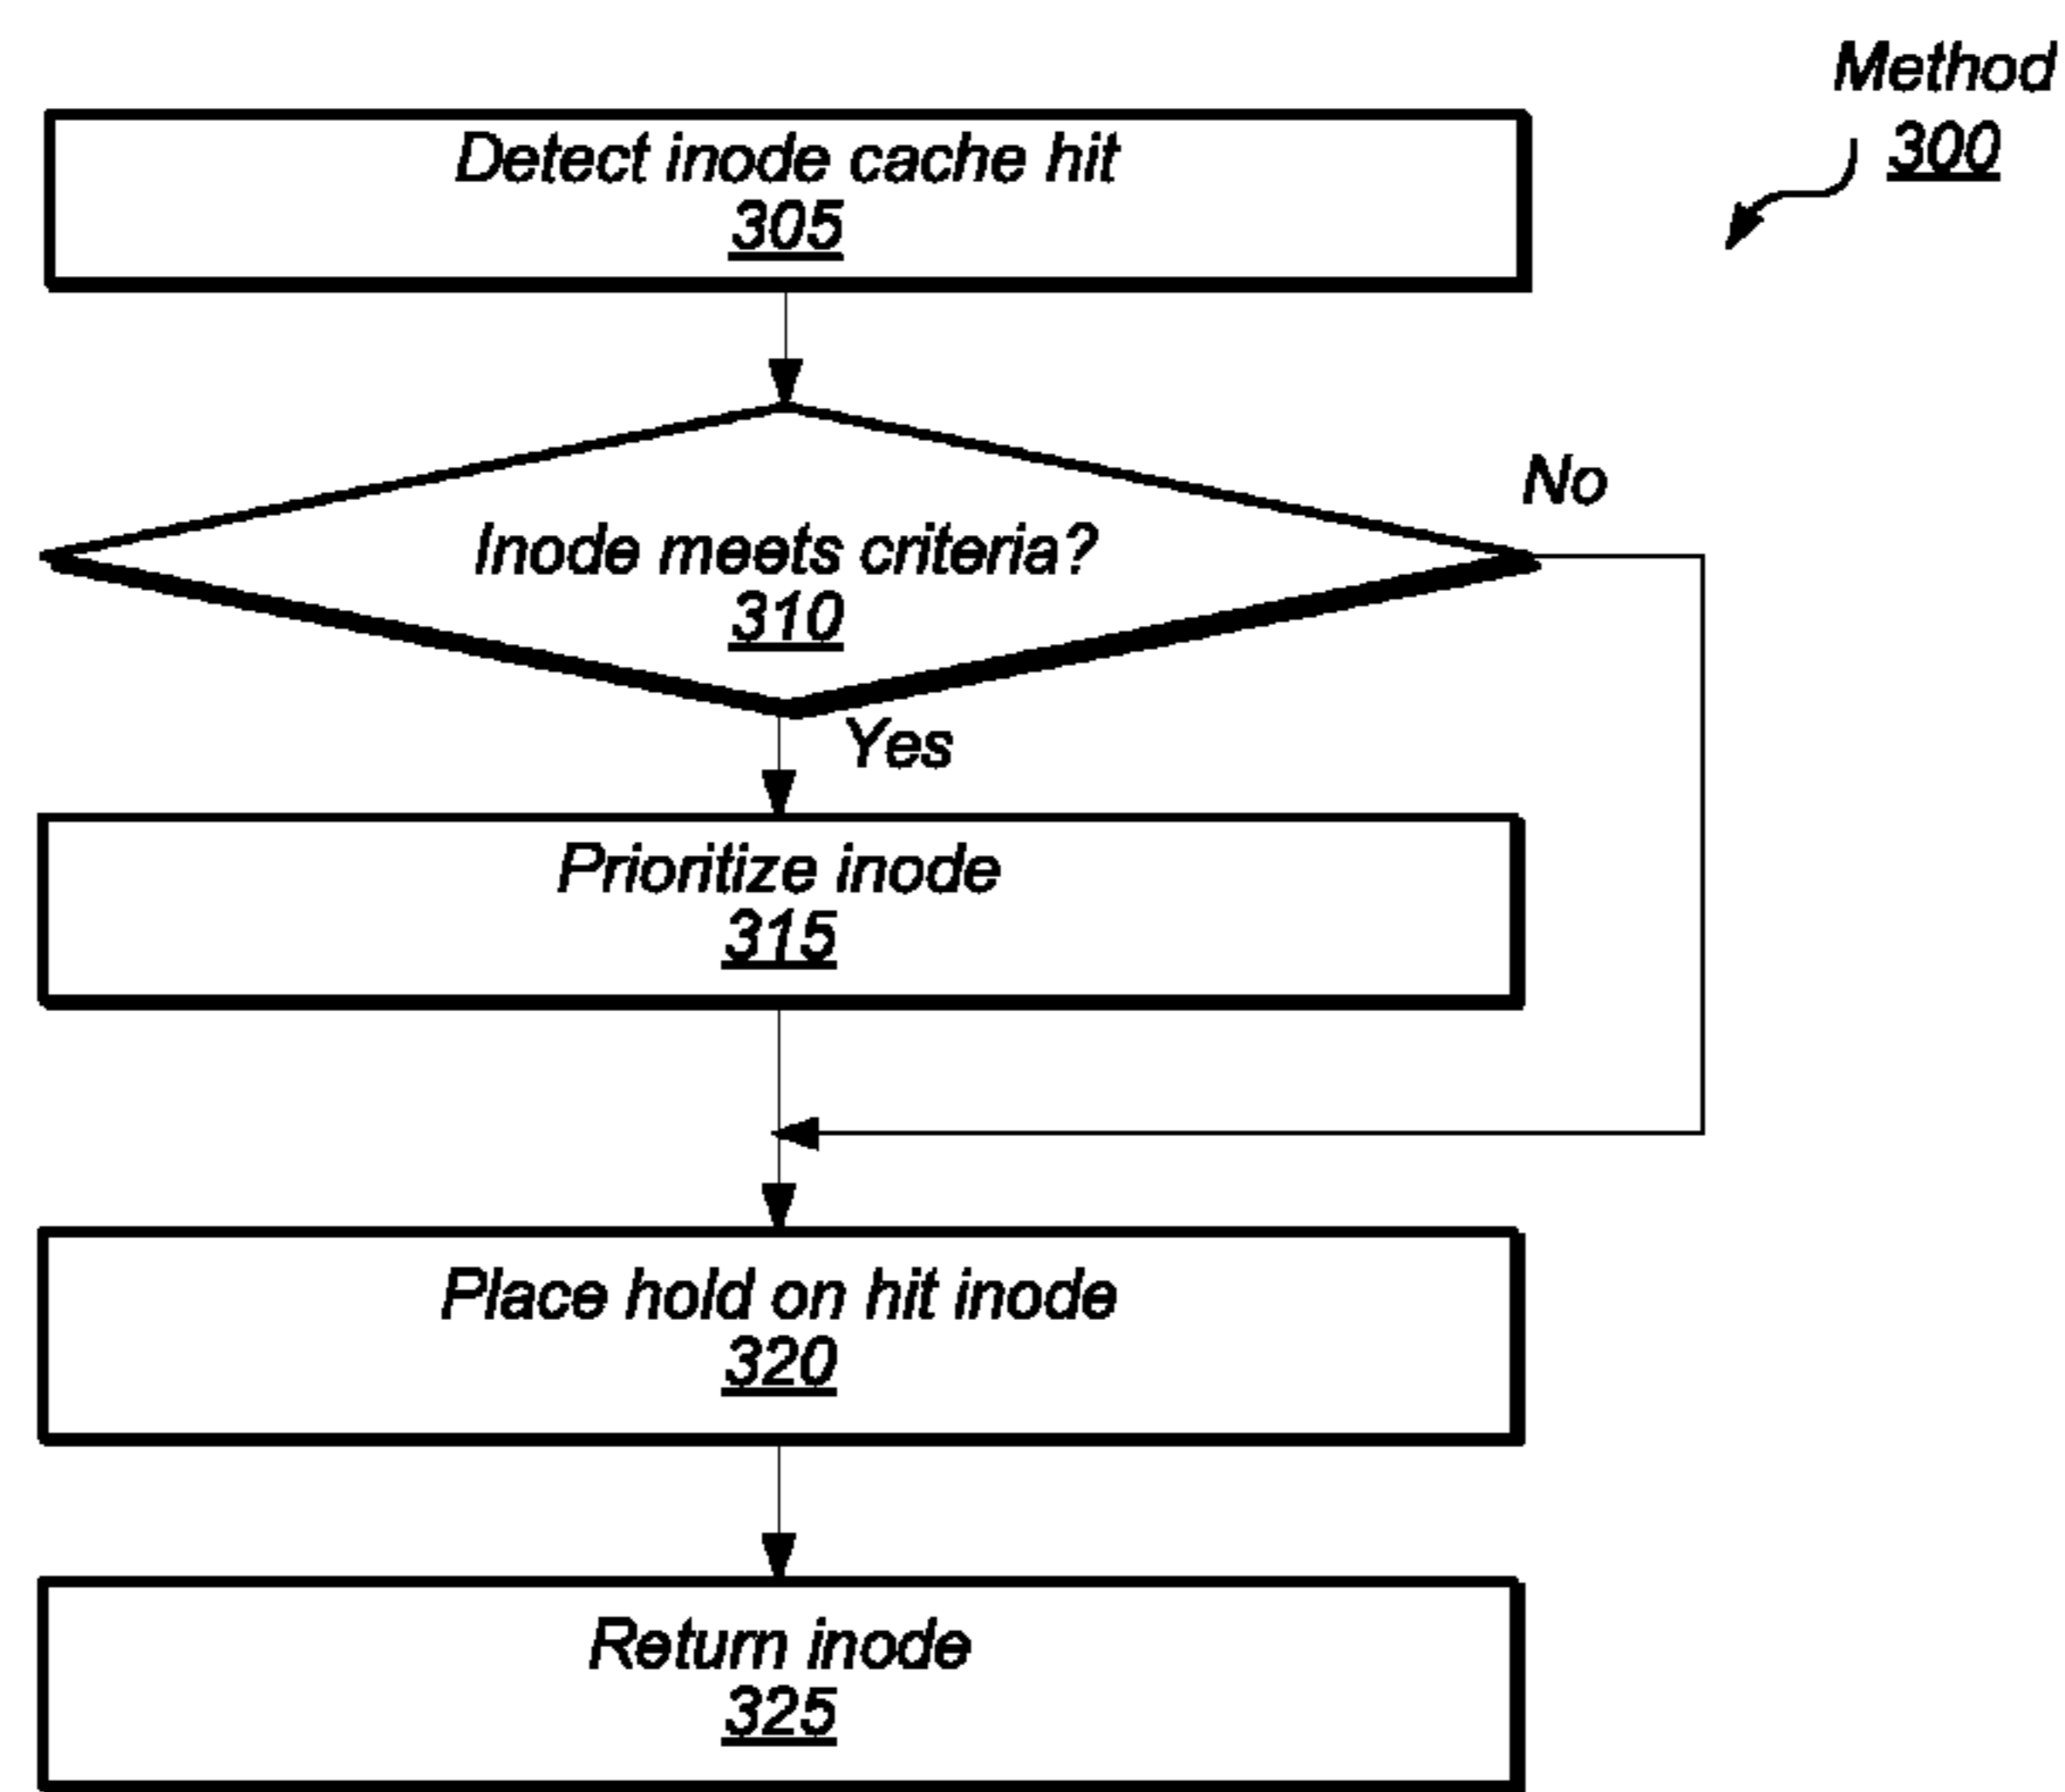 Method
300
Detect inode cache hit
305
No
Inode meets criteria?
310
Yes
Prioritize inode
315
Place hold on hit inode
320
Return inode
325